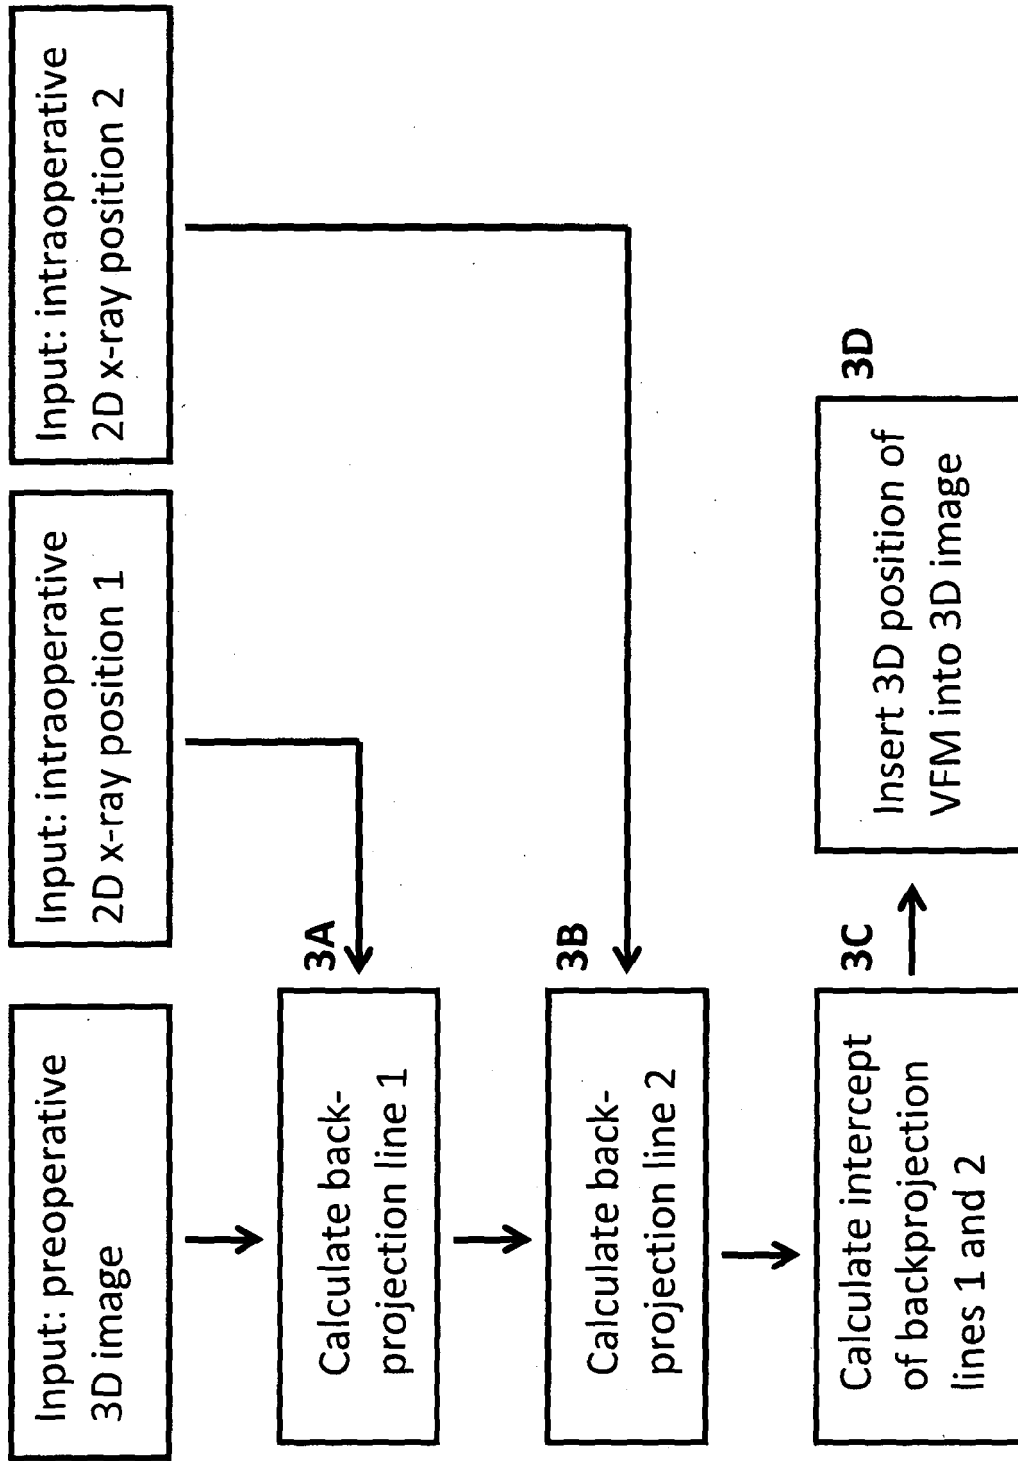 Input: preoperative
3D image
Input: intraoperative
2D x-ray position 1
Input: intraoperative
2D x-ray position 2
3A
Calculate back-
projection line 1
3B
Calculate back-
projection line 2
3C
Calculate intercept
of backprojection
lines 1 and 2
3D
Insert 3D position of
VFM into 3D image